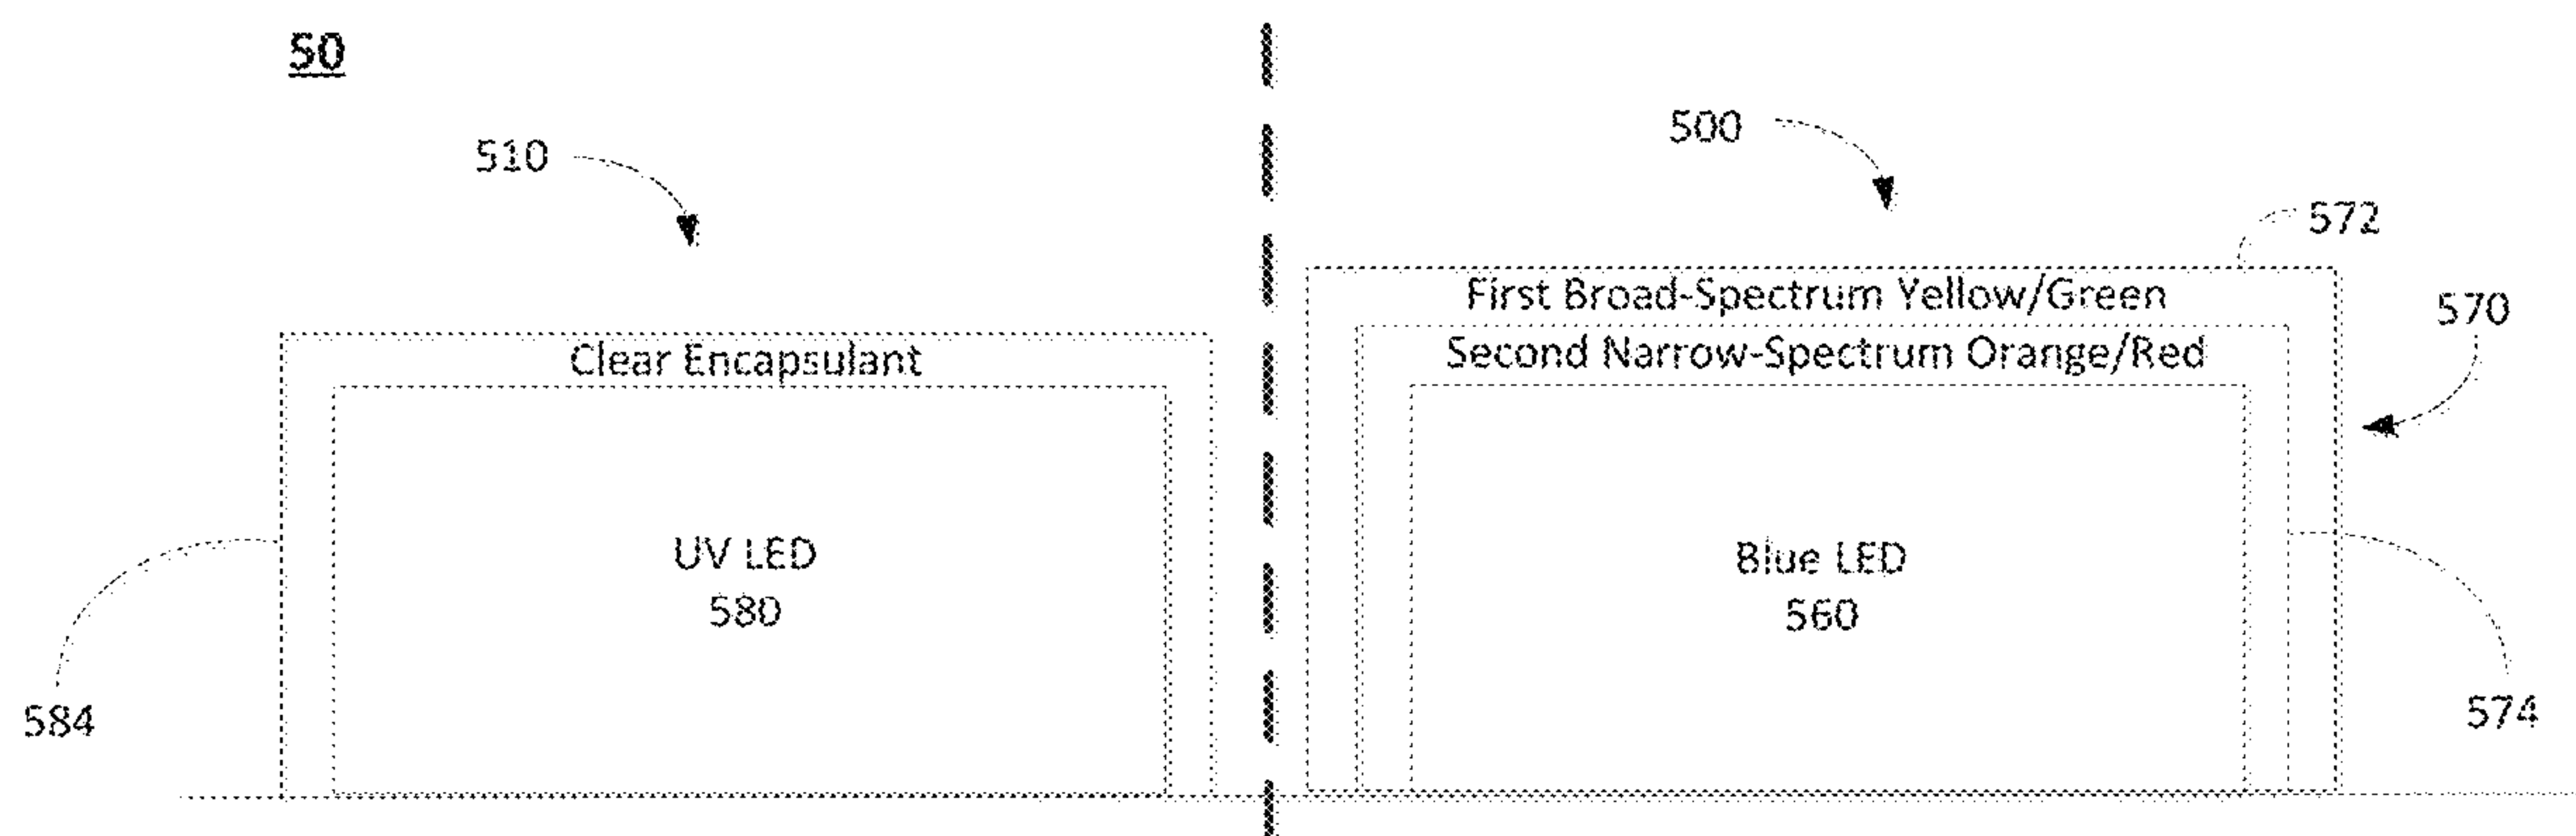 50
510
500
572
First Broad-Spectrum Yellow/Green
570
Clear Encapsulant
Second Narrow-Spectrum Orange/Red
UV LED
580
Blue LED
560
584
574